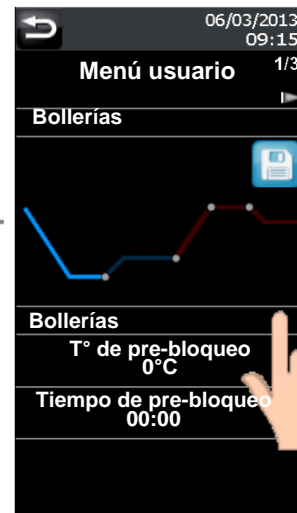 06/03/2013
09:15
Menú usuario 1/3
Bollerías
Bollerías
T° de pre-bloqueo
0°C
Tiempo de pre-bloqueo
00:00